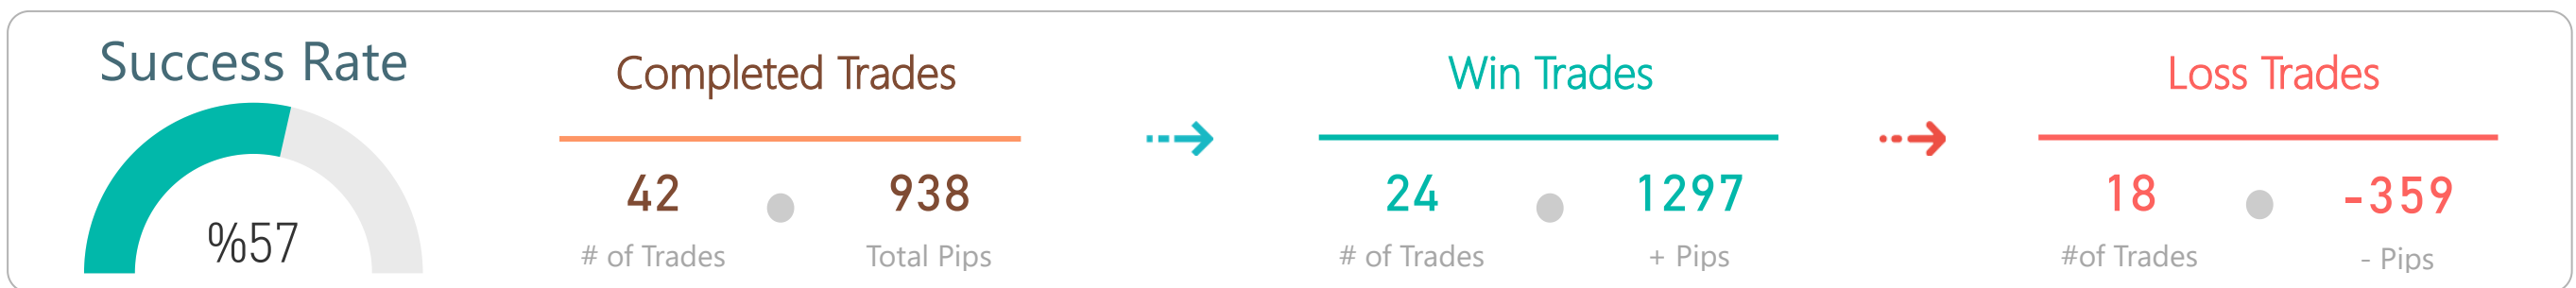 Success Rate
%57
Completed Trades
42 938
# of Trades Total Pips
Win Trades
24 1297
# of Trades + Pips
Loss Trades
18 -359
#of Trades - Pips